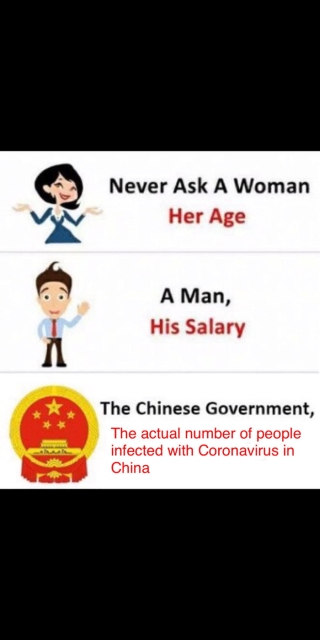 Never Ask A Woman
Her Age
A Man,
His Salary
The Chinese Government,
The actual number of people
infected with Coronavirus in
China